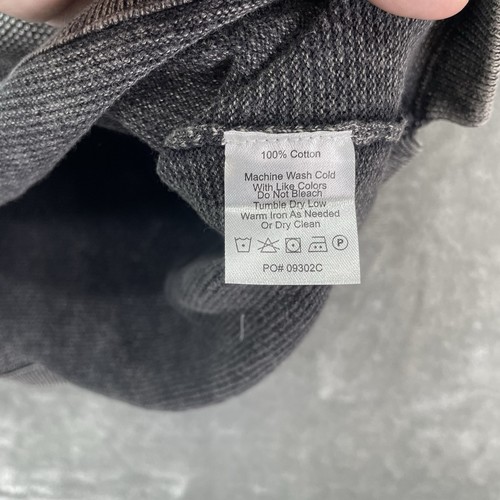 100% Cotton
Machine Wash Cold
With Like Colors
Do Not Bleach
Tumble Dry Low
Warm Iron As Needed
Or Dry Clean
P
PO# 09302C